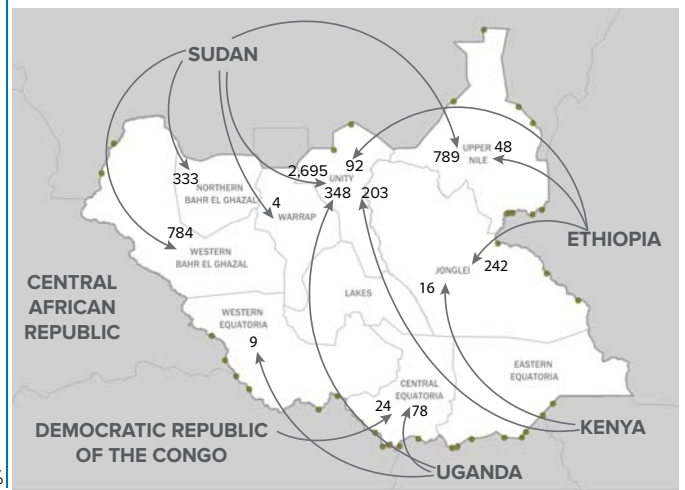 SUDAN
789
UPPER
NILE
48
2,695
92
UNITY
348
203
333
NORTHERN
BAHR EL GHAZAL
4
WARRAP
784
WESTERN
BAHR EL GHAZAL
ETHIOPIA
JONGLEI
242
16
CENTRAL
AFRICAN
REPUBLIC
LAKES
WESTERN
EQUATORIA
9
EASTERN
EQUATORIA
CENTRAL
EQUATORIA
24
78
DEMOCRATIC REPUBLIC
OF THE CONGO
KENYA
UGANDA
%